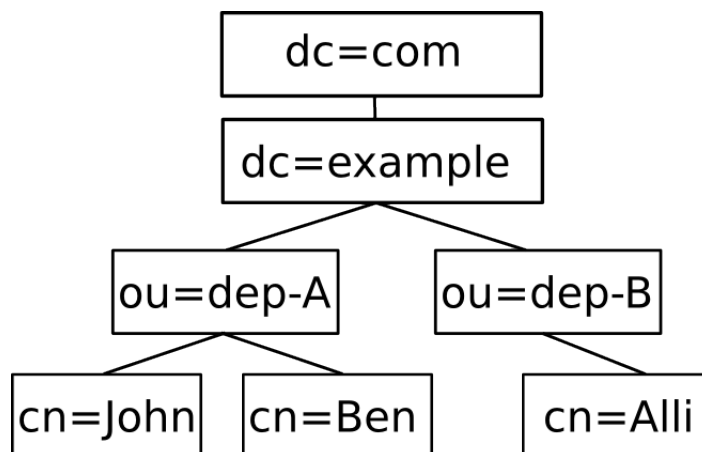 dc=com
dc=example
ou=dep-A
ou=dep-B
cn=John
cn=Ben
cn=Alli